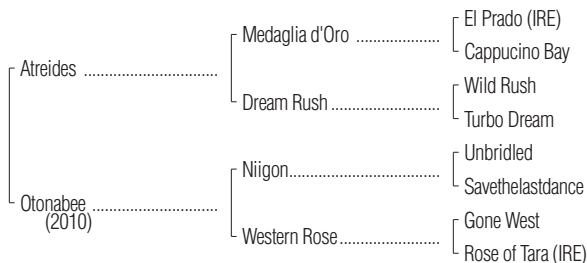 El Prado (IRE)
Medaglia d'Oro
Cappucino Bay
Atreides
Wild Rush
Dream Rush
Turbo Dream
Unbridled
Niigon
Savethelastdance
Otonabee
(2010)
Gone West
Western Rose
Rose of Tara (IRE)